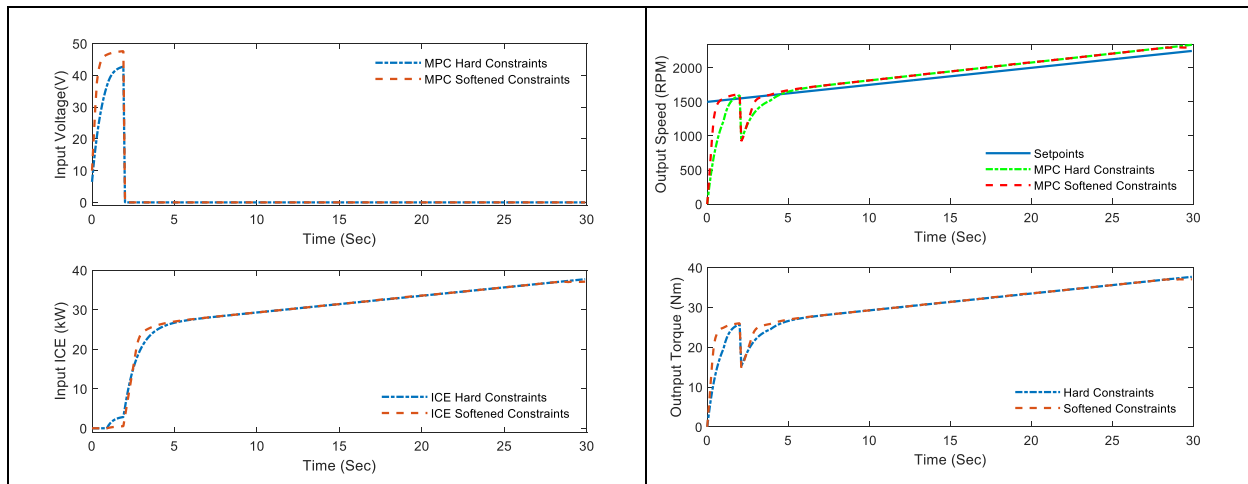 50
40
30
20
10
0
Input Voltage(V)
MPC Hard Constraints
MPC Softened Constraints
0 5 10 15 20 25 30
Time (Sec)
40
30
20
10
0
Input ICE (kW)
ICE Hard Constraints
ICE Softened Constraints
0 5 10 15 20 25 30
Time (Sec)
2000
1500
1000
500
0
Output Speed (RPM)
Setpoints
MPC Hard Constraints
MPC Softened Constraints
0 5 10 15 20 25 30
Time (Sec)
40
30
20
10
0
Outnput Torque (Nm)
Hard Constraints
Softened Constraints
0 5 10 15 20 25 30
Time (Sec)